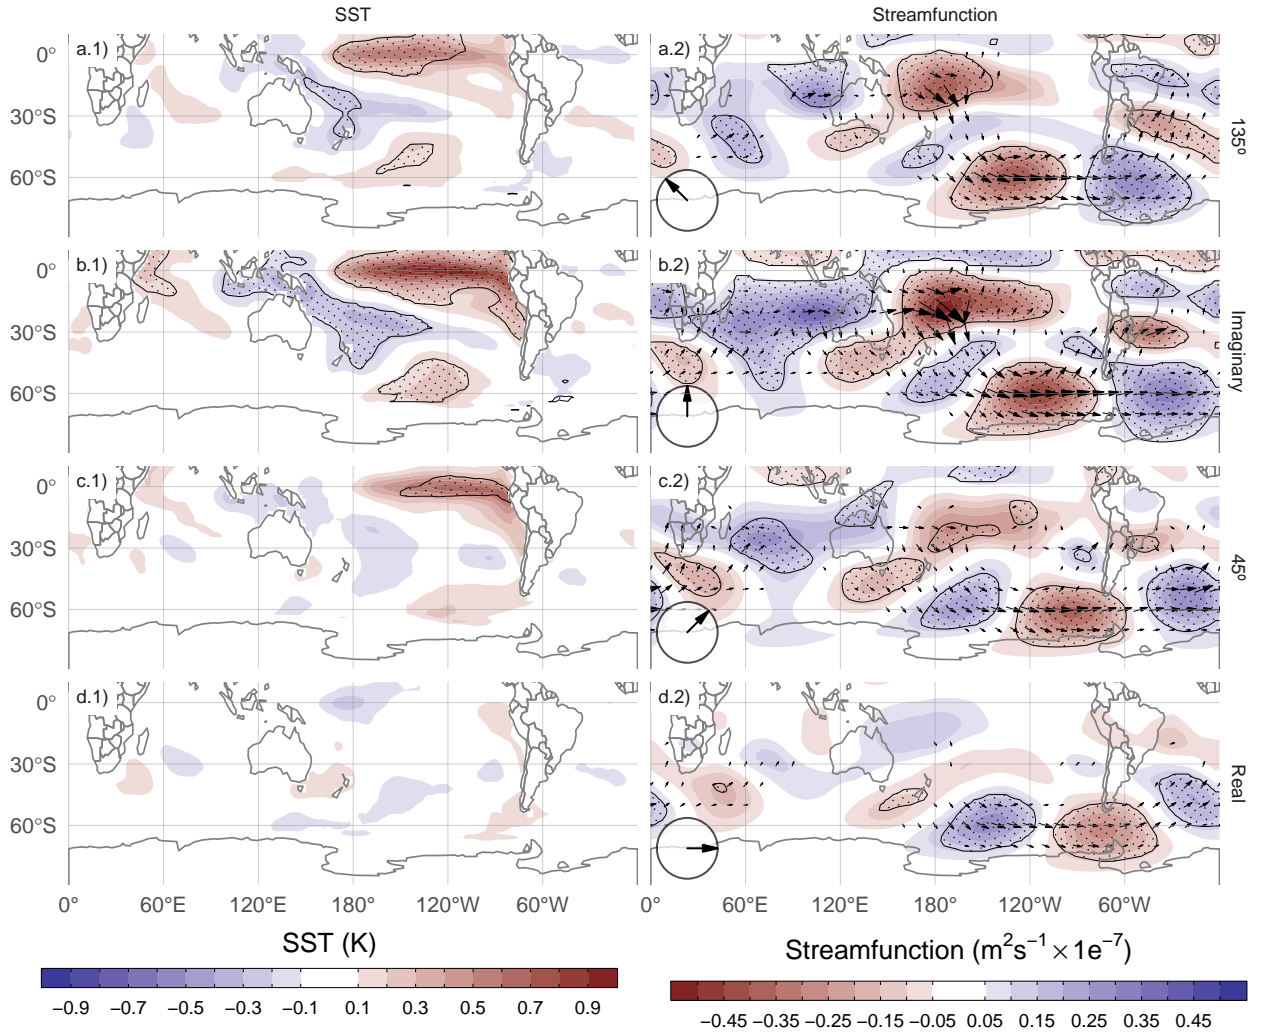 SST
Streamfunction
a.1)
a.2)
0°
30°S
60°S
135º
b.1)
b.2)
0°
30°S
60°S
Imaginary
c.1)
c.2)
0°
30°S
60°S
45º
d.1)
d.2)
0°
30°S
60°S
Real
0° 60°E 120°E 180° 120°W 60°W
0° 60°E 120°E 180° 120°W 60°W
SST (K)
−0.9 −0.7 −0.5 −0.3 −0.1 0.1 0.3 0.5 0.7 0.9
Streamfunction (m²s⁻¹ × 1e⁻⁷)
−0.45 −0.35 −0.25 −0.15 −0.05 0.05 0.15 0.25 0.35 0.45